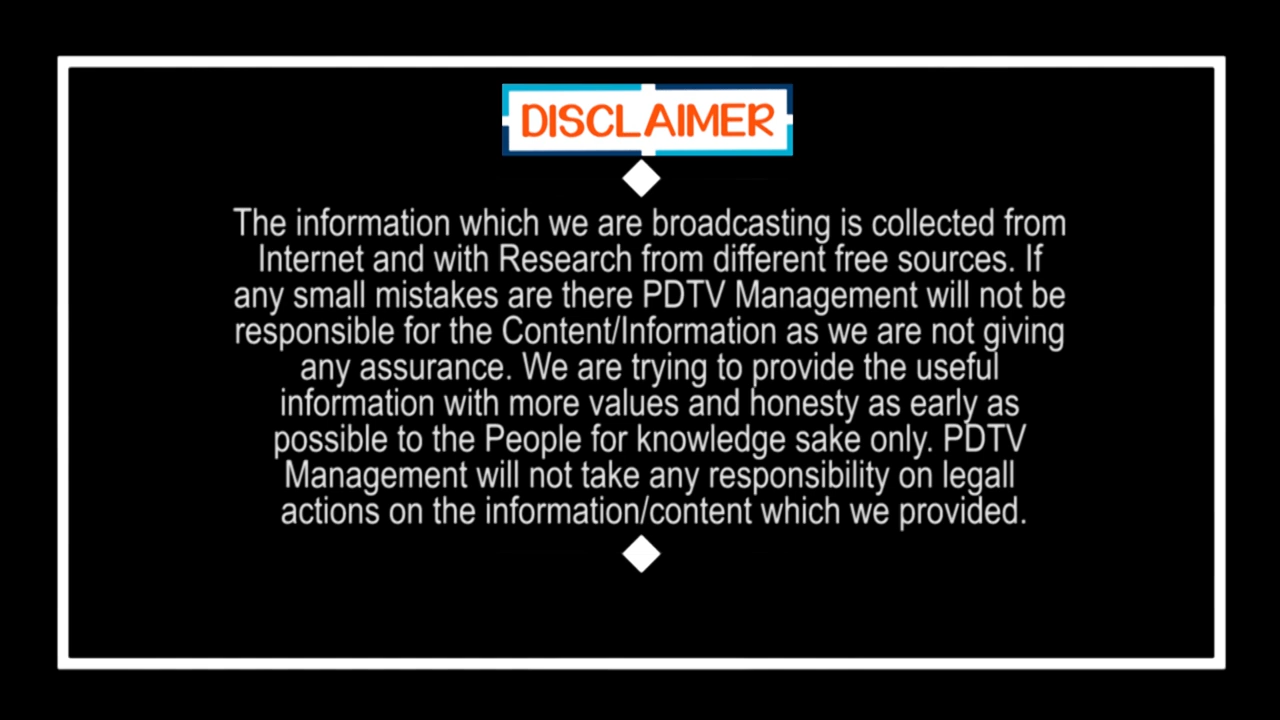 DISCLAIMER
The information which we are broadcasting is collected from
Internet and with Research from different free sources. If
any small mistakes are there PDTV Management will not be
responsible for the Content/Information as we are not giving
any assurance. We are trying to provide the useful
information with more values and honesty as early as
possible to the People for knowledge sake only. PDTV
Management will not take any responsibility on legall
actions on the information/content which we provided.